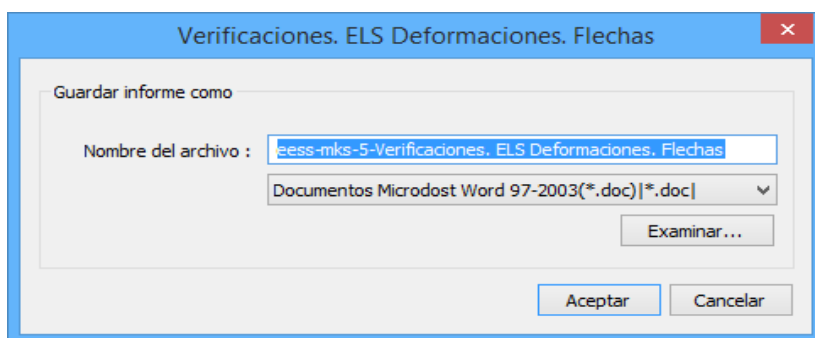 Verificaciones. ELS Deformaciones. Flechas
Guardar informe como
Nombre del archivo :
eess-mks-5-Verificaciones. ELS Deformaciones. Flechas
Documentos Microdost Word 97-2003(*.doc)|*.doc|
Examinar...
Aceptar
Cancelar